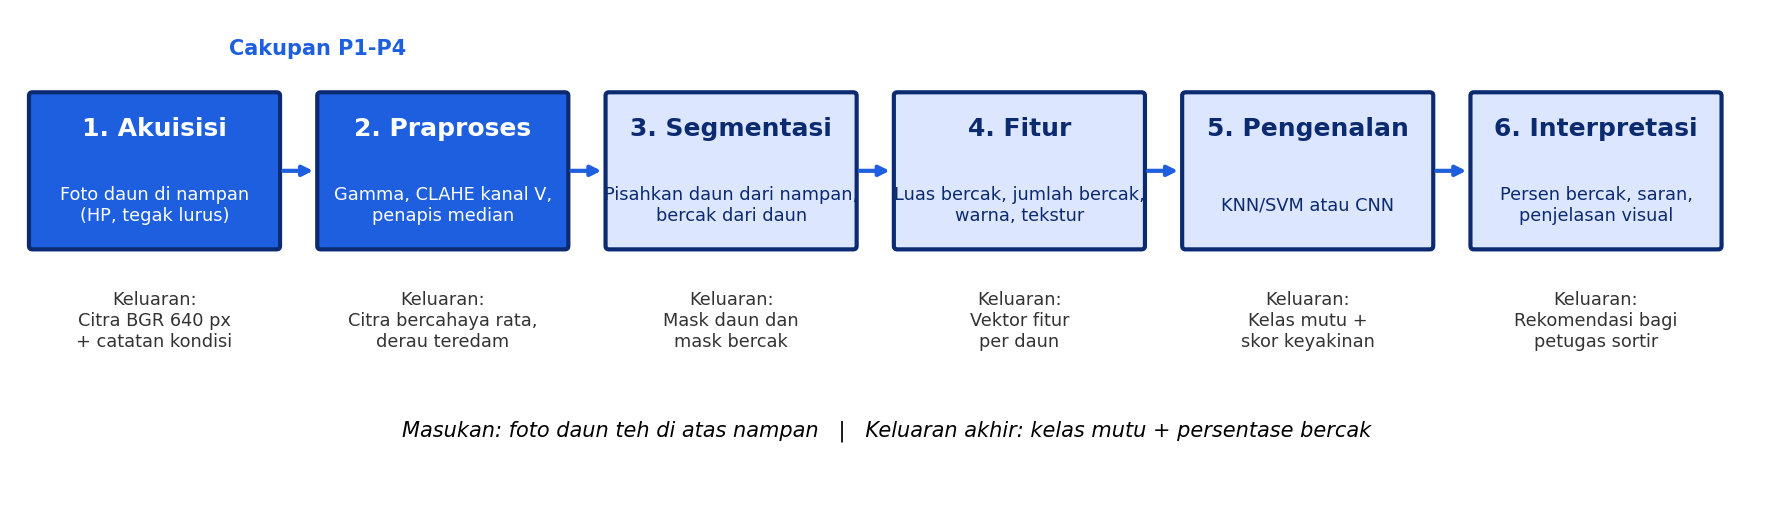 Cakupan P1-P4
1. Akuisisi
Foto daun di nampan
(HP, tegak lurus)
2. Praproses
Gamma, CLAHE kanal V,
penapis median
3. Segmentasi
Pisahkan daun dari nampan,
bercak dari daun
4. Fitur
Luas bercak, jumlah bercak,
warna, tekstur
5. Pengenalan
KNN/SVM atau CNN
6. Interpretasi
Persen bercak, saran,
penjelasan visual
Keluaran:
Citra BGR 640 px
+ catatan kondisi
Keluaran:
Citra bercahaya rata,
derau teredam
Keluaran:
Mask daun dan
mask bercak
Keluaran:
Vektor fitur
per daun
Keluaran:
Kelas mutu +
skor keyakinan
Keluaran:
Rekomendasi bagi
petugas sortir
Masukan: foto daun teh di atas nampan | Keluaran akhir: kelas mutu + persentase bercak